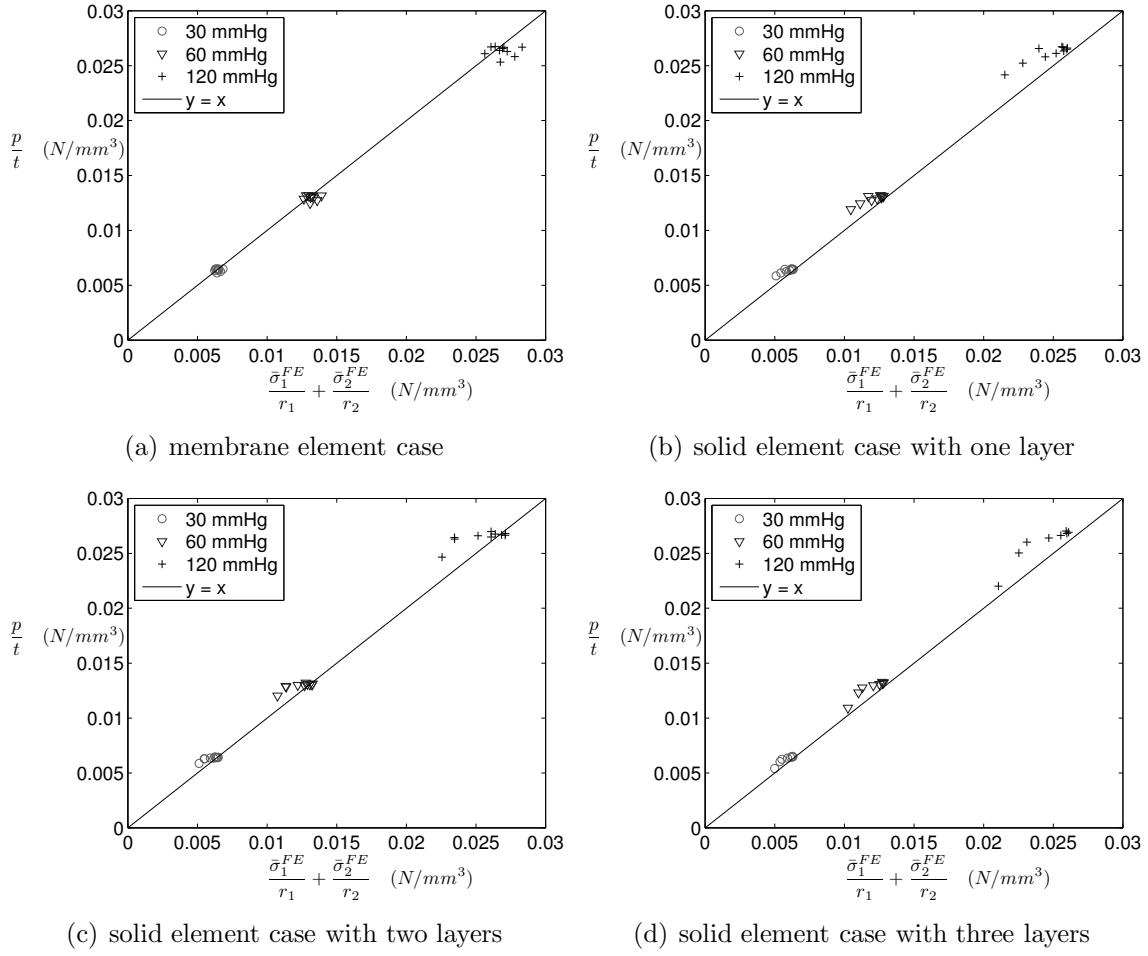 0.03
0.025
0.02
0.015
0.01
0.005
0
30 mmHg
60 mmHg
120 mmHg
y = x
p/t (N/mm³)
0 0.005 0.01 0.015 0.02 0.025 0.03
σ̄₁^FE/r₁ + σ̄₂^FE/r₂ (N/mm³)
(a) membrane element case
0.03
0.025
0.02
0.015
0.01
0.005
0
30 mmHg
60 mmHg
120 mmHg
y = x
p/t (N/mm³)
0 0.005 0.01 0.015 0.02 0.025 0.03
σ̄₁^FE/r₁ + σ̄₂^FE/r₂ (N/mm³)
(b) solid element case with one layer
0.03
0.025
0.02
0.015
0.01
0.005
0
30 mmHg
60 mmHg
120 mmHg
y = x
p/t (N/mm³)
0 0.005 0.01 0.015 0.02 0.025 0.03
σ̄₁^FE/r₁ + σ̄₂^FE/r₂ (N/mm³)
(c) solid element case with two layers
0.03
0.025
0.02
0.015
0.01
0.005
0
30 mmHg
60 mmHg
120 mmHg
y = x
p/t (N/mm³)
0 0.005 0.01 0.015 0.02 0.025 0.03
σ̄₁^FE/r₁ + σ̄₂^FE/r₂ (N/mm³)
(d) solid element case with three layers